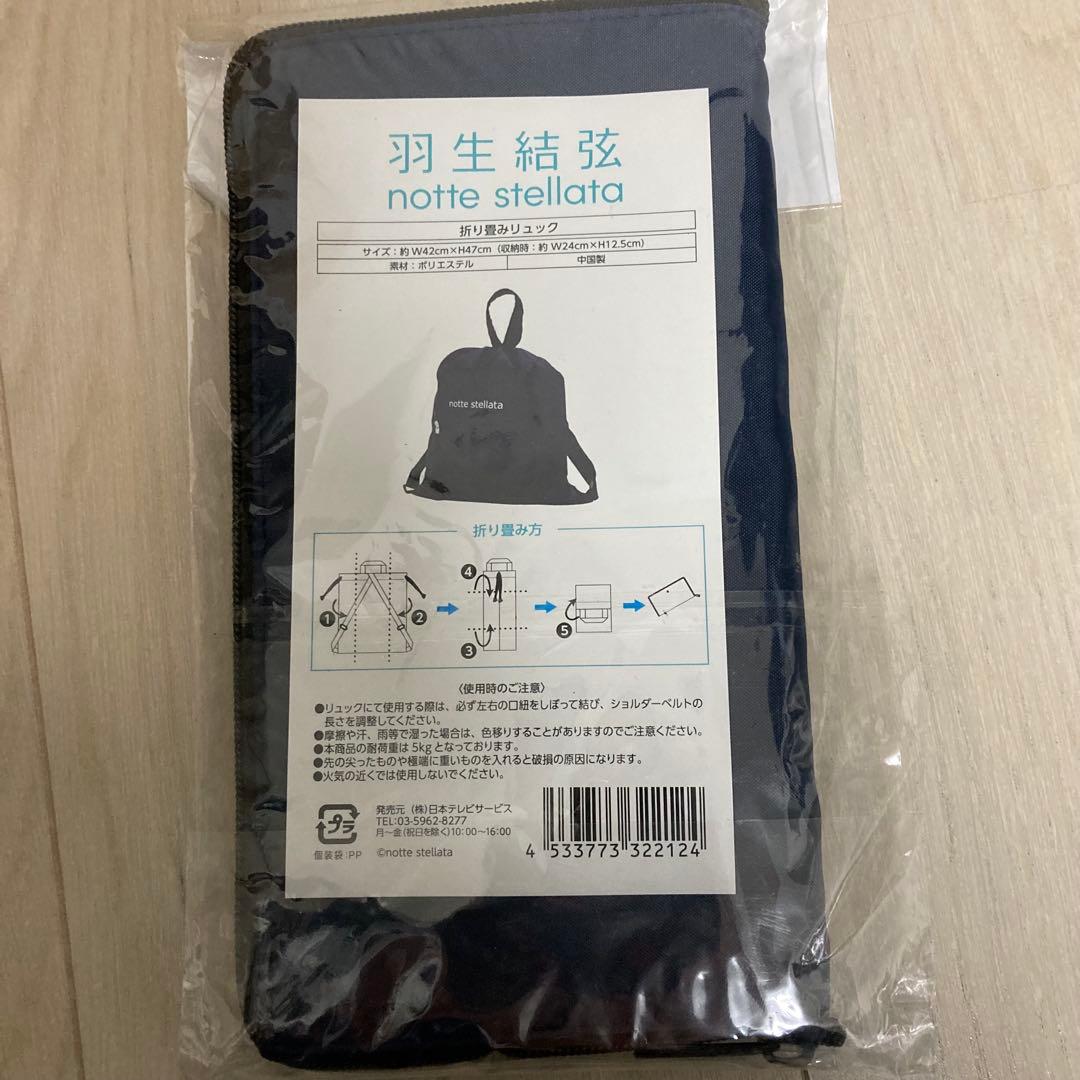 羽生結弦
notte stellata
折り畳みリュック
サイズ：約 W42cm×H47cm（収納時：約 W24cm×H12.5cm）
素材：ポリエステル 中国製
notte stellata
折り畳み方
1 2 4 3 5
〈使用時のご注意〉
●リュックにて使用する際は、必ず左右の口紐をしぼって結び、ショルダーベルトの
長さを調整してください。
●摩擦や汗、雨等で湿った場合は、色移りすることがありますのでご注意ください。
●本商品の耐荷重は5kgとなっております。
●先の尖ったものや極端に重いものを入れると破損の原因になります。
●火気の近くでは使用しないでください。
プラ
個装袋：PP
発売元 （株）日本テレビサービス
TEL:03-5962-8277
月～金（祝日を除く）10：00～16：00
©notte stellata
4 533773 322124